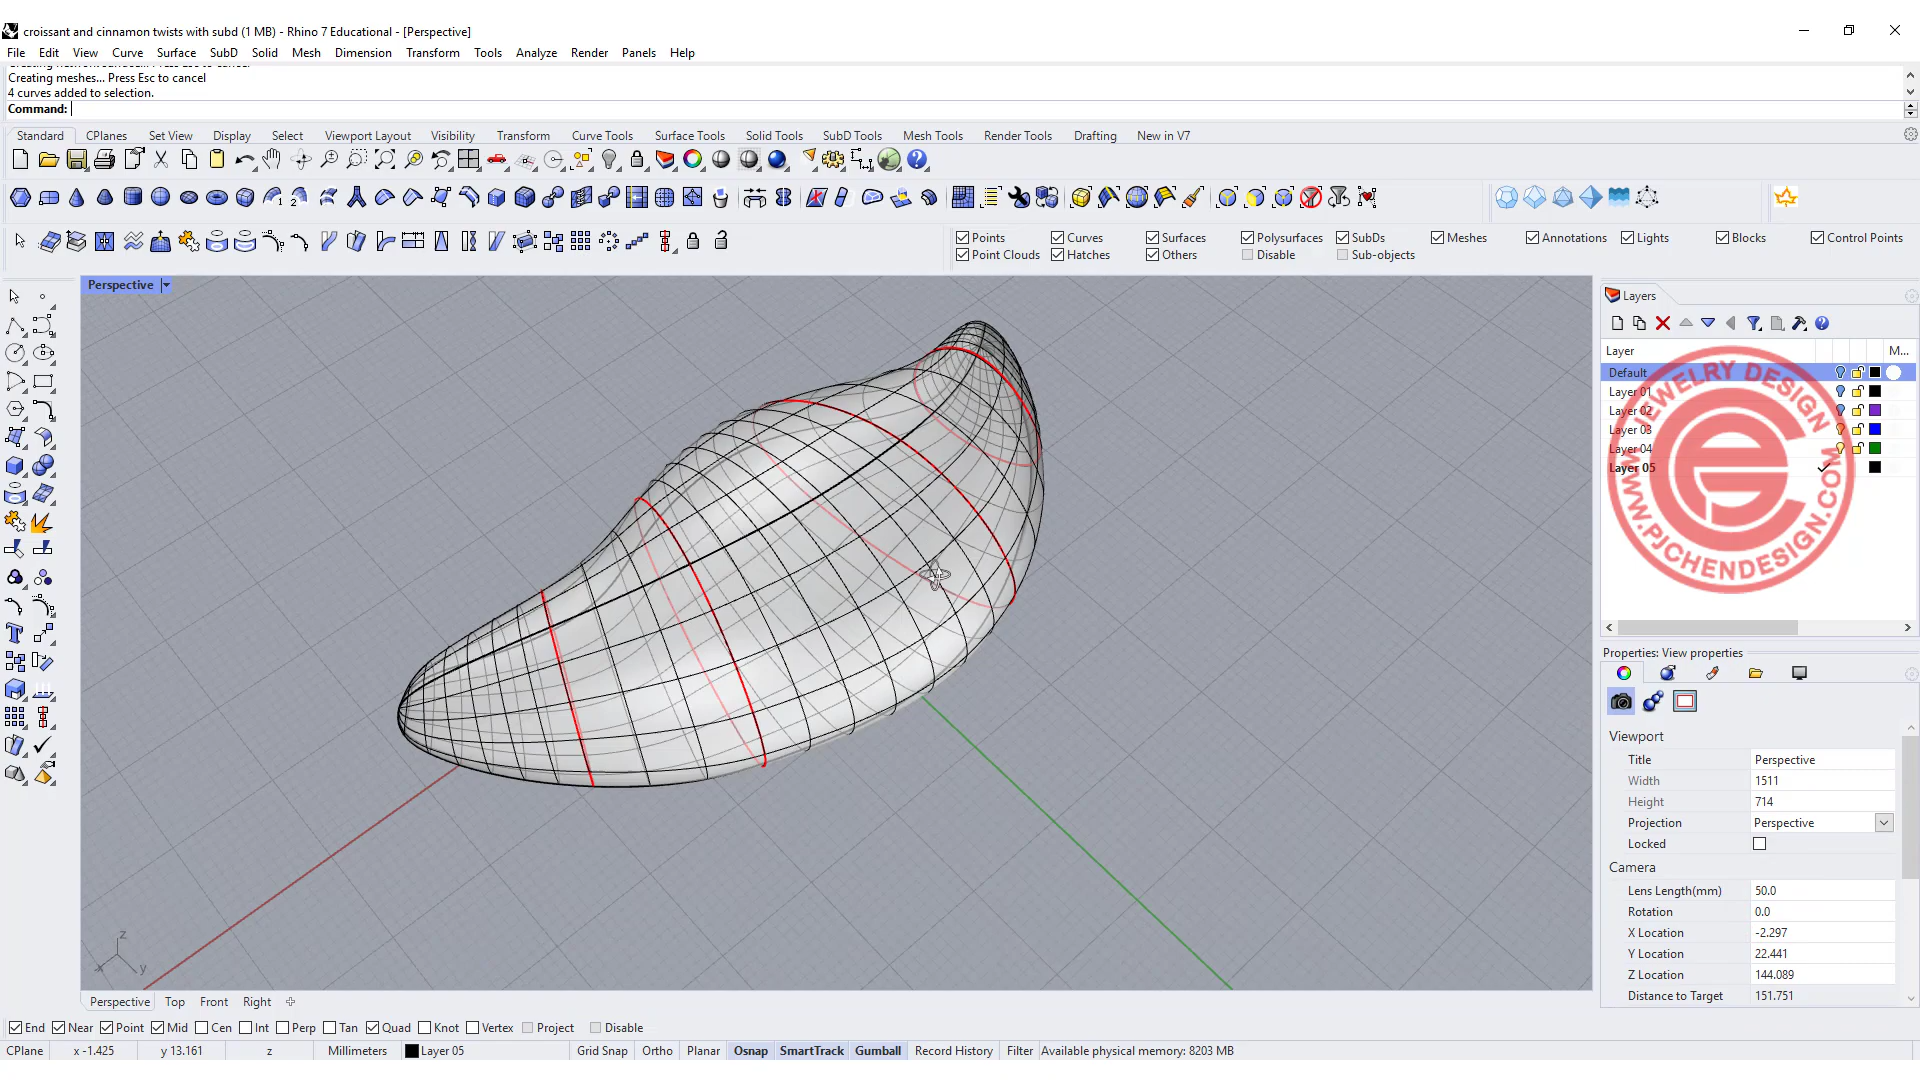 croissant and cinnamon twists with subd (1 MB) - Rhino 7 Educational - [Perspective]
File Edit View Curve Surface SubD Solid Mesh Dimension Transform Tools Analyze Render Panels Help
Creating meshes... Press Esc to cancel
4 curves added to selection.
Command:
Standard CPlanes Set View Display Select Viewport Layout Visibility Transform Curve Tools Surface Tools Solid Tools SubD Tools Mesh Tools Render Tools Drafting New in V7
Points Curves Surfaces Polysurfaces SubDs Meshes Annotations Lights Blocks Control Points
Point Clouds Hatches Others Disable Sub-objects
Perspective
Layers
Layer M...
Default
Layer 01
Layer 02
Layer 03
Layer 04
Layer 05
JEWELRY DESIGN
WWW.PJCHENDESIGN.COM
Properties: View properties
Viewport
Title Perspective
Width 1511
Height 714
Projection Perspective
Locked
Camera
Lens Length(mm) 50.0
Rotation 0.0
X Location -2.297
Y Location 22.441
Z Location 144.089
Distance to Target 151.751
z
x y
Perspective Top Front Right
End Near Point Mid Cen Int Perp Tan Quad Knot Vertex Project Disable
CPlane x -1.425 y 13.161 z Millimeters Layer 05 Grid Snap Ortho Planar Osnap SmartTrack Gumball Record History Filter Available physical memory: 8203 MB